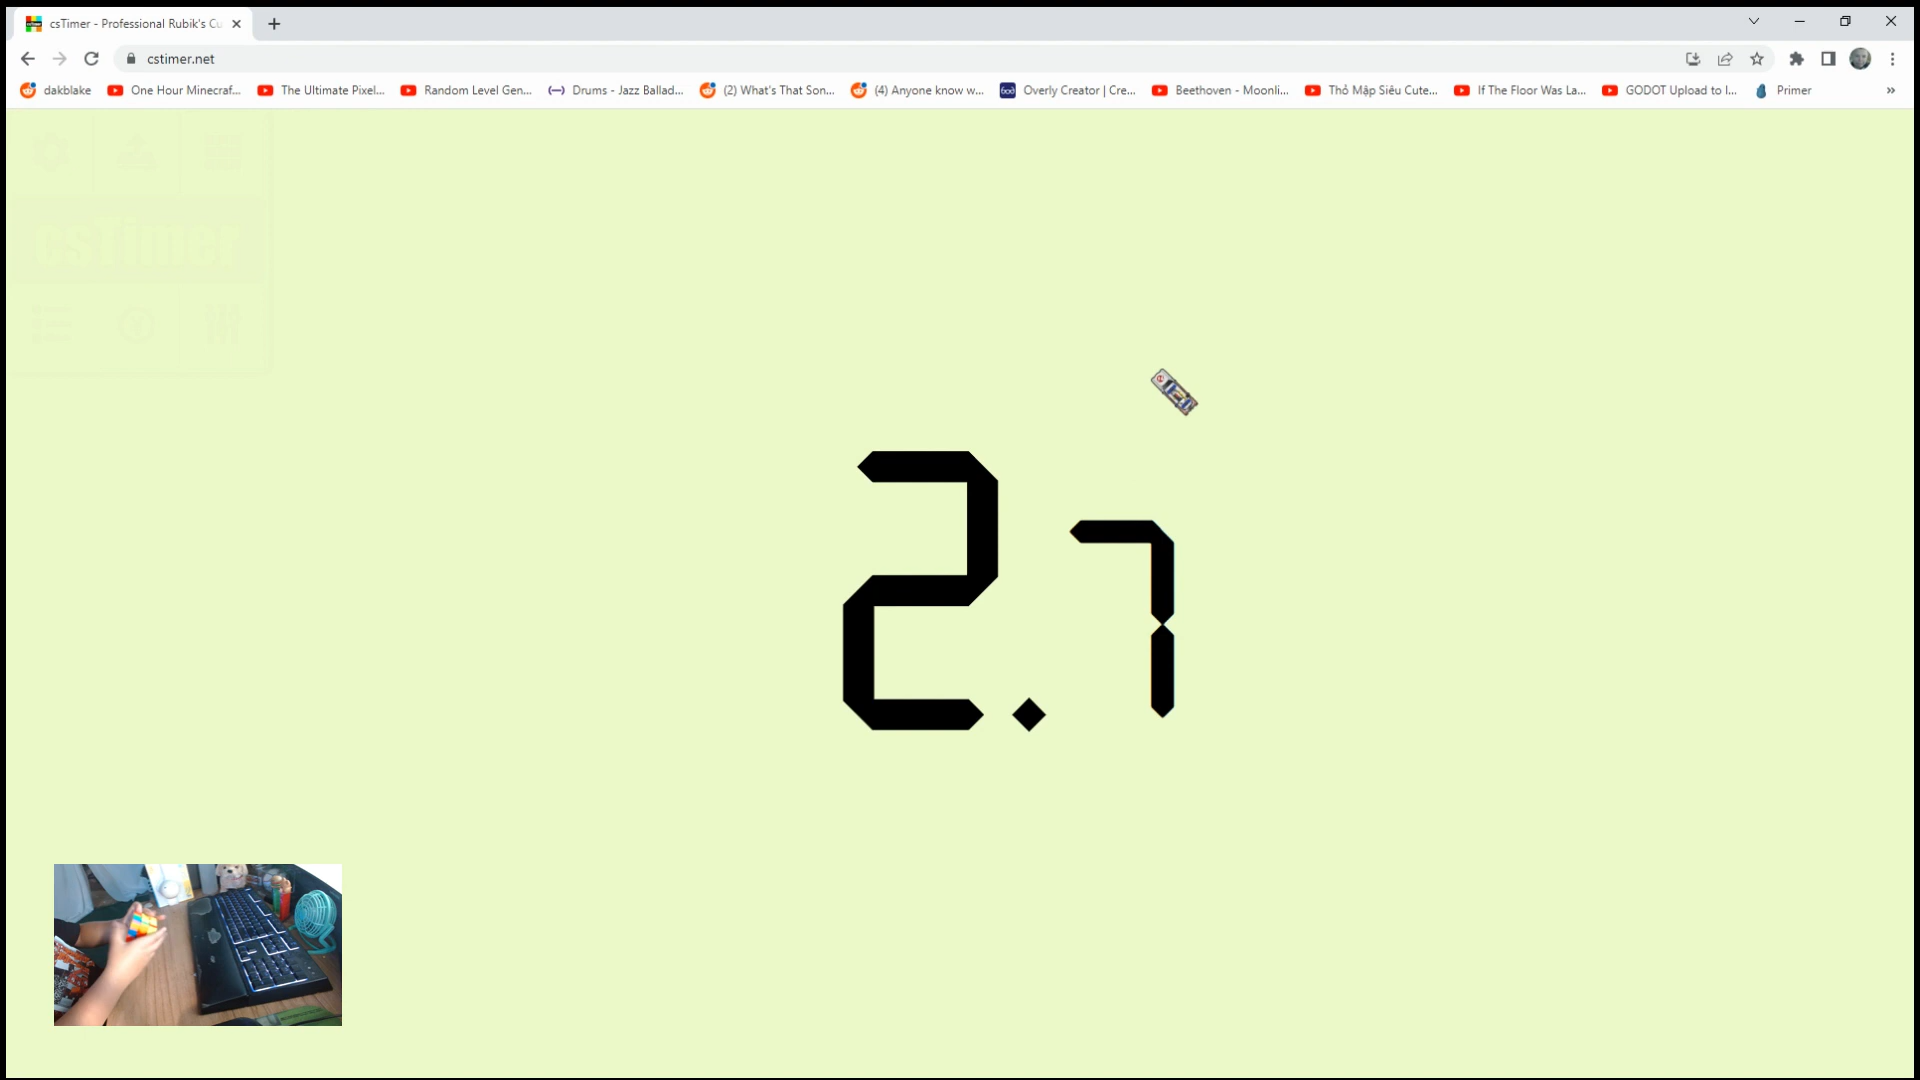 csTimer - Professional Rubik's Cu
cstimer.net
dakblake One Hour Minecraf... The Ultimate Pixel... Random Level Gen... Drums - Jazz Ballad... (2) What's That Son... (4) Anyone know w... Overly Creator | Cre... Beethoven - Moonli... Thỏ Mập Siêu Cute... If The Floor Was La... GODOT Upload to I... Primer »
csTimer
2.7